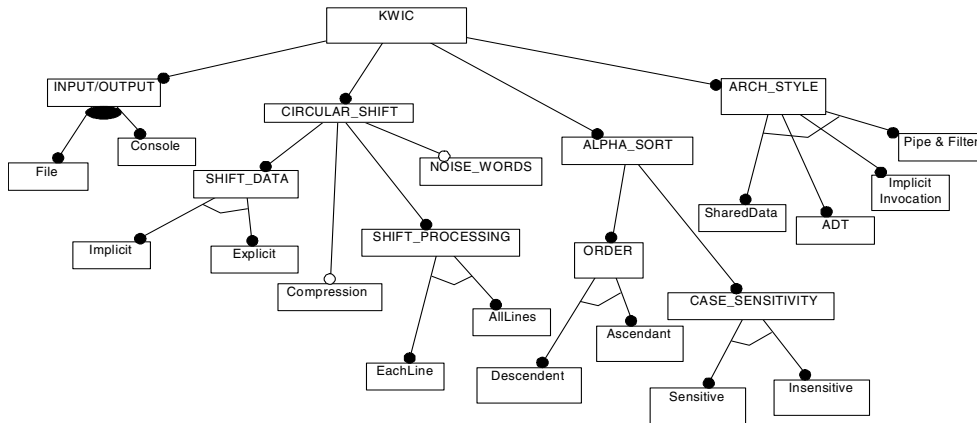 KWIC
INPUT/OUTPUT
ARCH_STYLE
CIRCULAR_SHIFT
Console
Pipe & Filter
ALPHA_SORT
File
NOISE_WORDS
SHIFT_DATA
Implicit
Invocation
SharedData
ADT
SHIFT_PROCESSING
Implicit
Explicit
ORDER
Compression
CASE_SENSITIVITY
AllLines
Ascendant
EachLine
Descendent
Sensitive
Insensitive